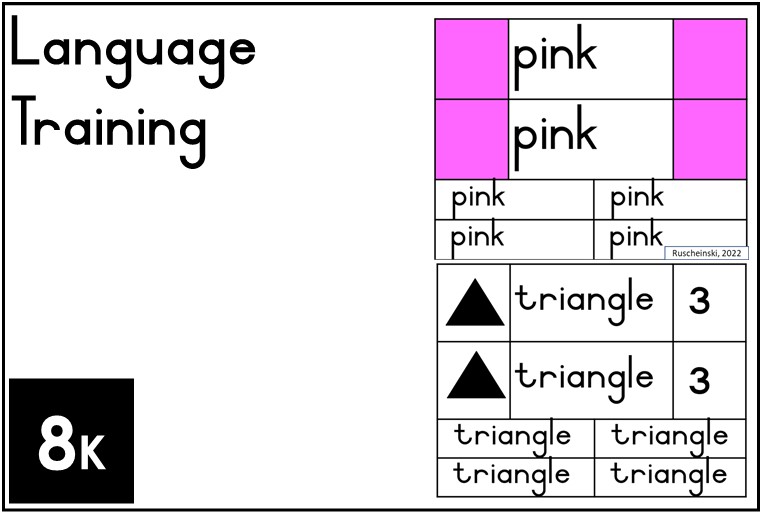 Language
Training
pink
pink
pink pink
pink pink
Ruscheinski, 2022
triangle 3
triangle 3
triangle triangle
triangle triangle
8K